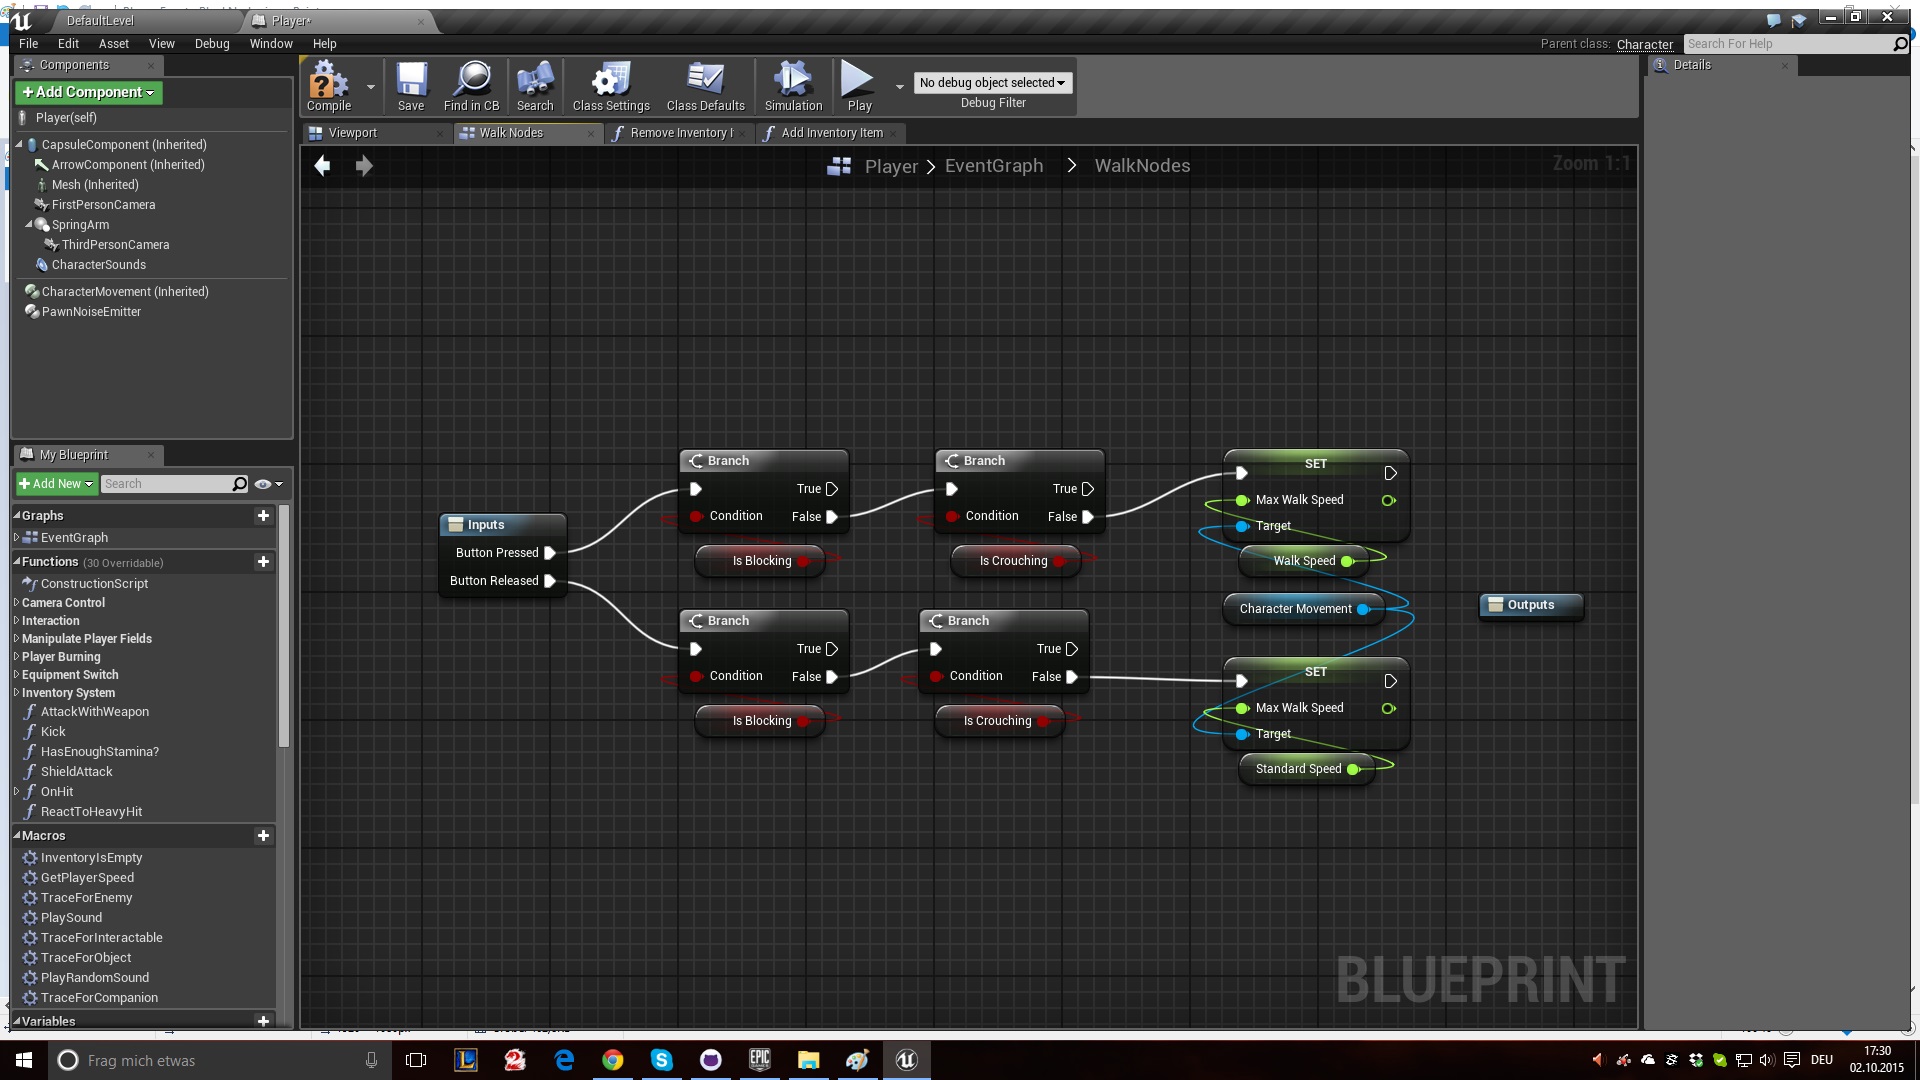 DefaultLevel
Player*
File Edit Asset View Debug Window Help
Parent class: Character
Search For Help
Components
Details
+Add Component
Compile
Save
Find in CB
Search
Class Settings
Class Defaults
Simulation
Play
No debug object selected
Debug Filter
Player(self)
CapsuleComponent (Inherited)
ArrowComponent (Inherited)
Mesh (Inherited)
FirstPersonCamera
SpringArm
ThirdPersonCamera
CharacterSounds
CharacterMovement (Inherited)
PawnNoiseEmitter
Viewport
Walk Nodes
Remove Inventory I
Add Inventory Item
Player > EventGraph > WalkNodes
Zoom 1:1
My Blueprint
+Add New
Search
Graphs
EventGraph
Functions (30 Overridable)
ConstructionScript
Camera Control
Interaction
Manipulate Player Fields
Player Burning
Equipment Switch
Inventory System
AttackWithWeapon
Kick
HasEnoughStamina?
ShieldAttack
OnHit
ReactToHeavyHit
Macros
InventoryIsEmpty
GetPlayerSpeed
TraceForEnemy
PlaySound
TraceForInteractable
TraceForObject
PlayRandomSound
TraceForCompanion
Variables
Inputs
Button Pressed
Button Released
Branch
True
Condition False
Is Blocking
Branch
True
Condition False
Is Crouching
SET
Max Walk Speed
Target
Walk Speed
Character Movement
Branch
True
Condition False
Is Blocking
Branch
True
Condition False
Is Crouching
SET
Max Walk Speed
Target
Standard Speed
Outputs
BLUEPRINT
Frag mich etwas
EPIC
GAMES
DEU
17:30
02.10.2015